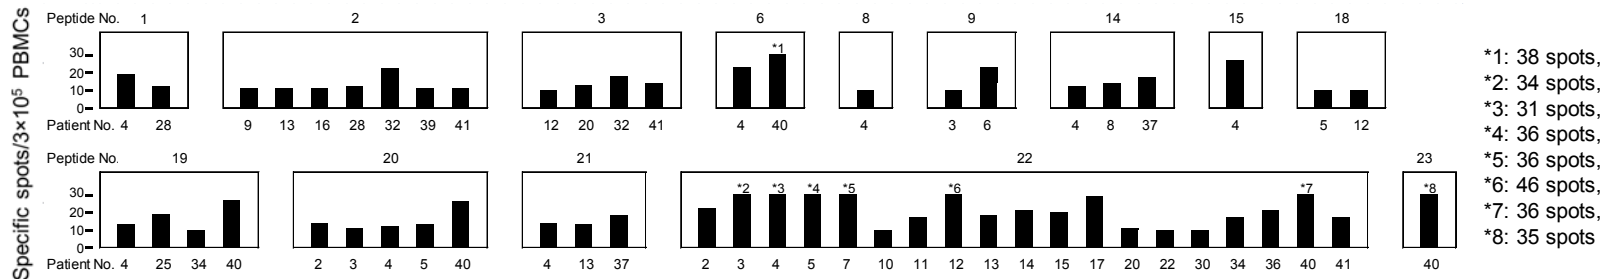 Specific spots/3×10⁵ PBMCs
Peptide No. 1 2 3 6 8 9 14 15 18
30
20
10
0
*1
Patient No. 4 28 9 13 16 28 32 39 41 12 20 32 41 4 40 4 3 6 4 8 37 4 5 12
Peptide No. 19 20 21 22 23
30
20
10
0
*2 *3 *4 *5 *6 *7 *8
Patient No. 4 25 34 40 2 3 4 5 40 4 13 37 2 3 4 5 7 10 11 12 13 14 15 17 20 22 30 34 36 40 41 40
*1: 38 spots,
*2: 34 spots,
*3: 31 spots,
*4: 36 spots,
*5: 36 spots,
*6: 46 spots,
*7: 36 spots,
*8: 35 spots